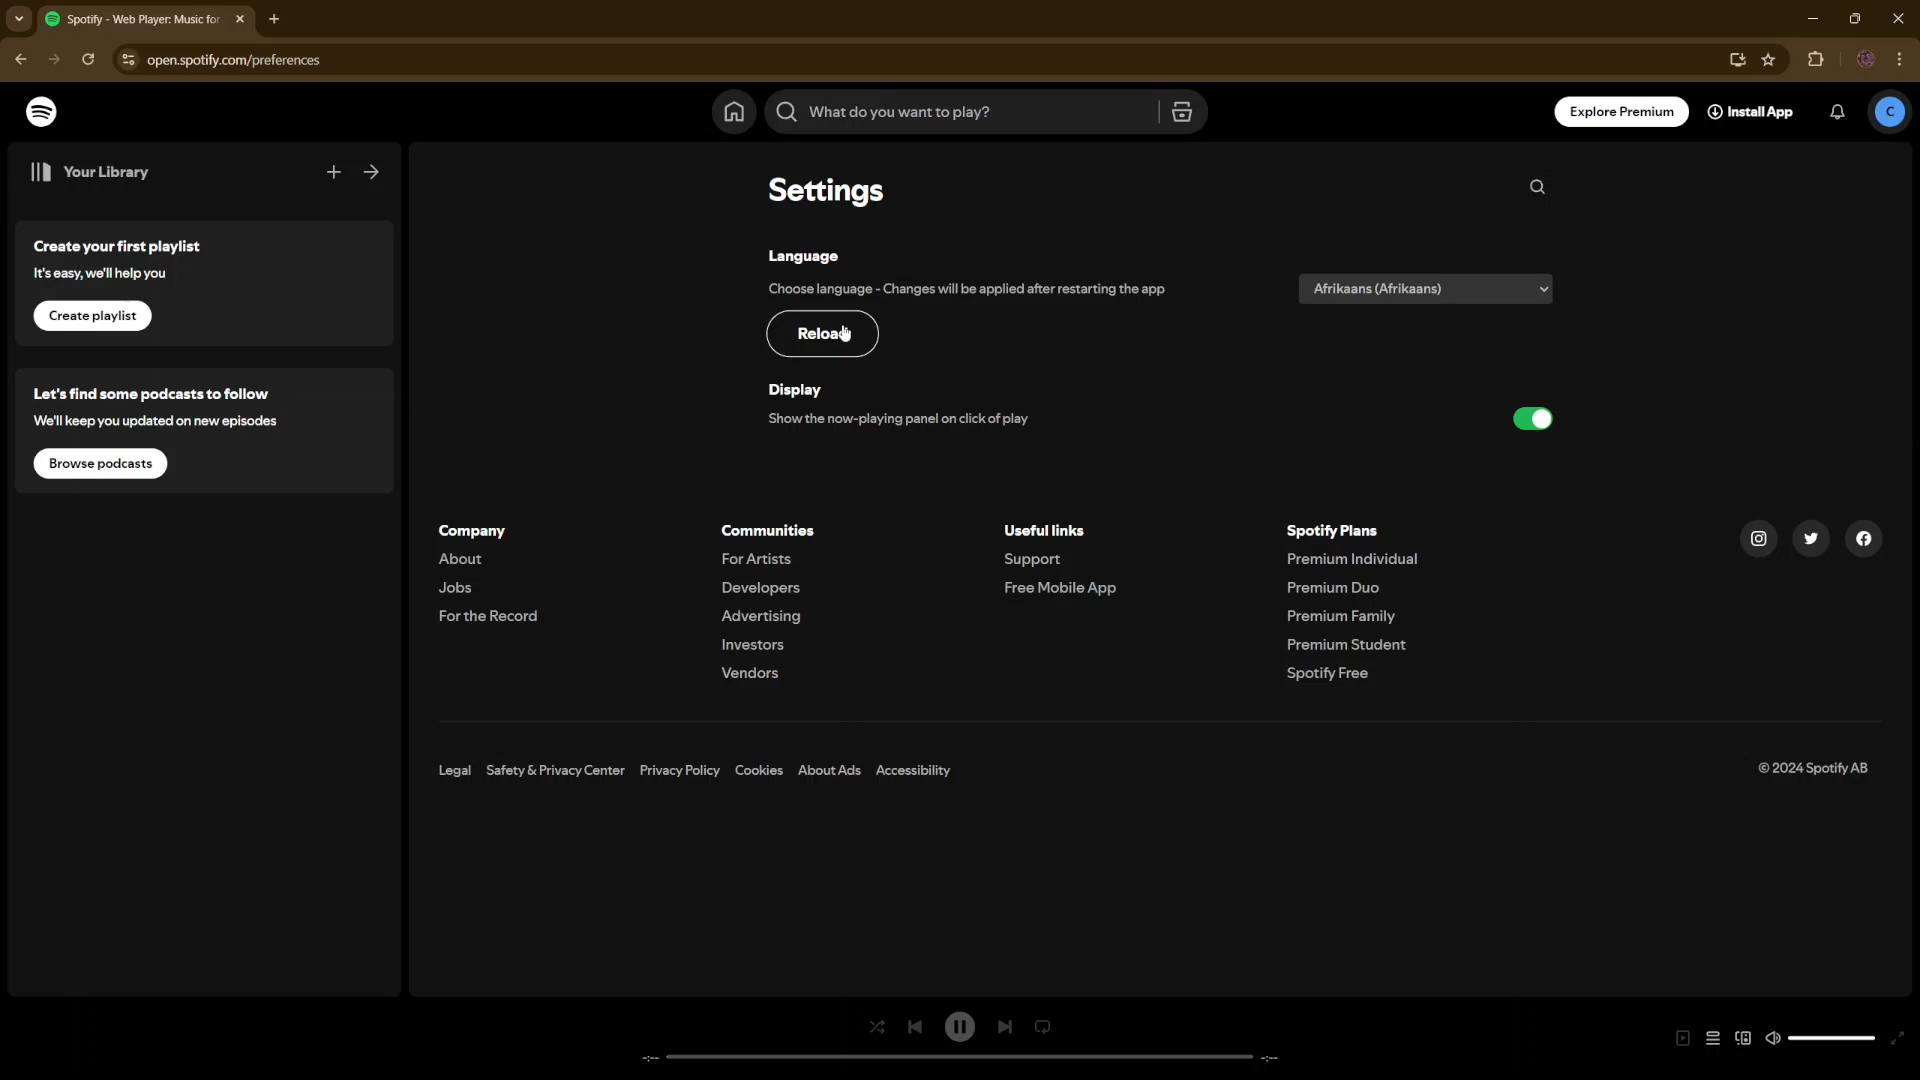 Spotify - Web Player: Music for
open.spotify.com/preferences
What do you want to play?
Explore Premium
Install App
C
Your Library
Create your first playlist
It's easy, we'll help you
Create playlist
Let's find some podcasts to follow
We'll keep you updated on new episodes
Browse podcasts
Settings
Language
Choose language - Changes will be applied after restarting the app
Afrikaans (Afrikaans)
Reload
Display
Show the now-playing panel on click of play
Company
About
Jobs
For the Record
Communities
For Artists
Developers
Advertising
Investors
Vendors
Useful links
Support
Free Mobile App
Spotify Plans
Premium Individual
Premium Duo
Premium Family
Premium Student
Spotify Free
Legal Safety & Privacy Center Privacy Policy Cookies About Ads Accessibility
© 2024 Spotify AB
-:--
-:--